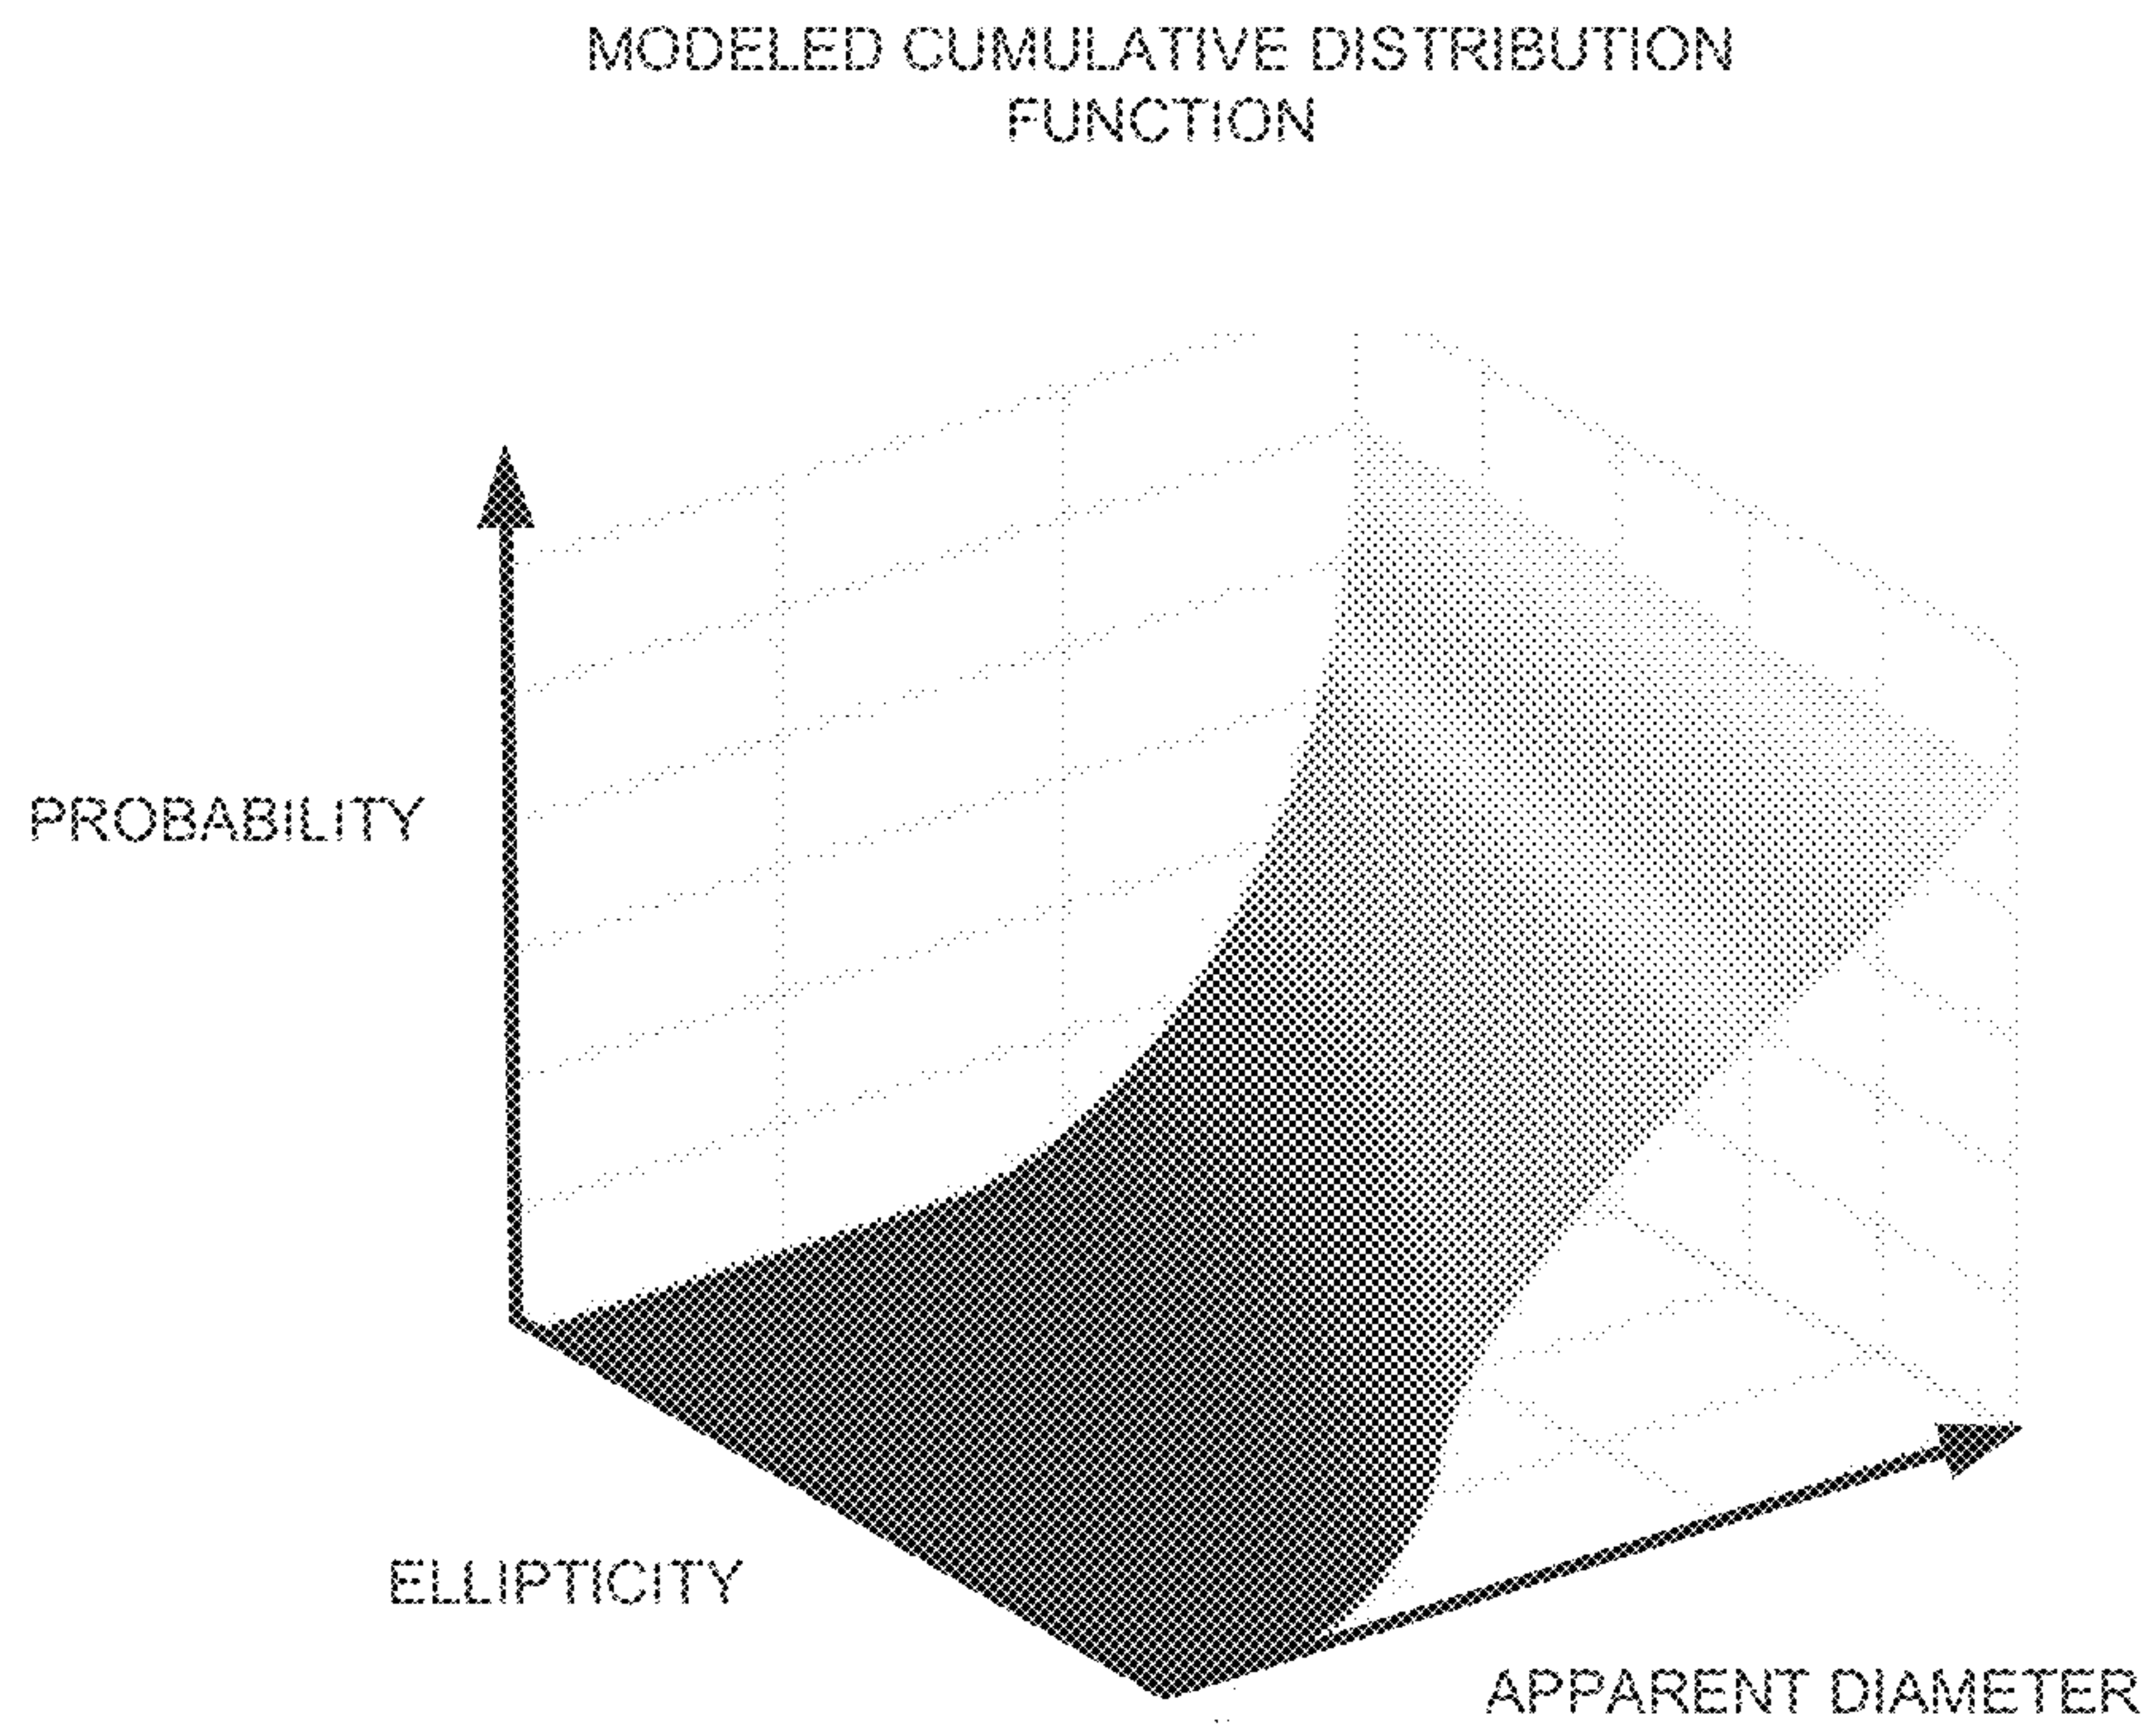 MODELED CUMULATIVE DISTRIBUTION
FUNCTION
PROBABILITY
ELLIPTICITY
APPARENT DIAMETER